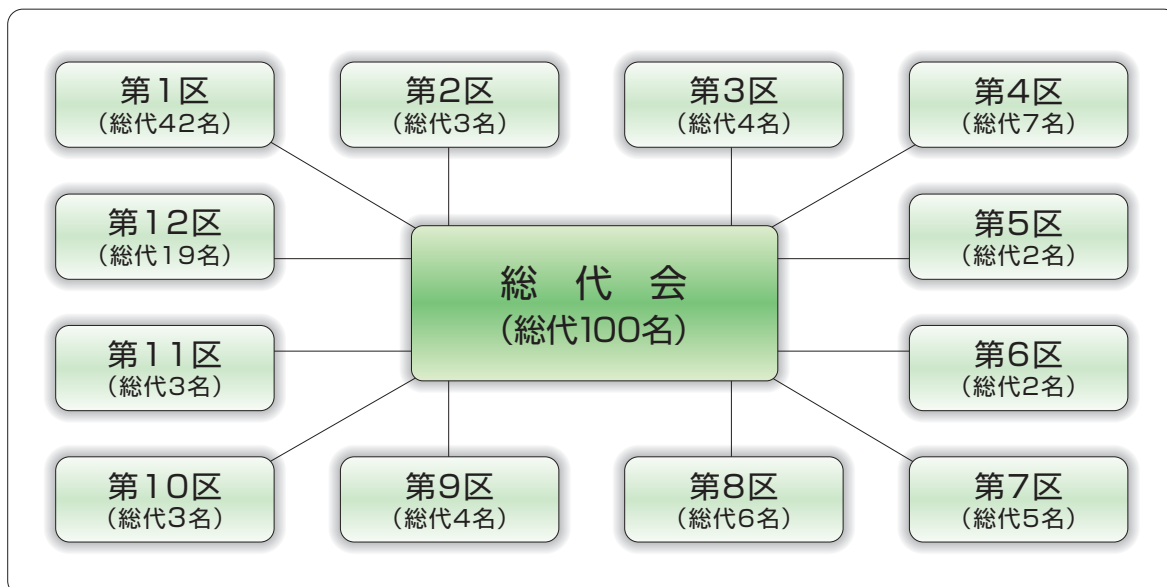 第1区
(総代42名)
第2区
(総代3名)
第3区
(総代4名)
第4区
(総代7名)
第12区
(総代19名)
第5区
(総代2名)
総 代 会
(総代100名)
第11区
(総代3名)
第6区
(総代2名)
第10区
(総代3名)
第9区
(総代4名)
第8区
(総代6名)
第7区
(総代5名)